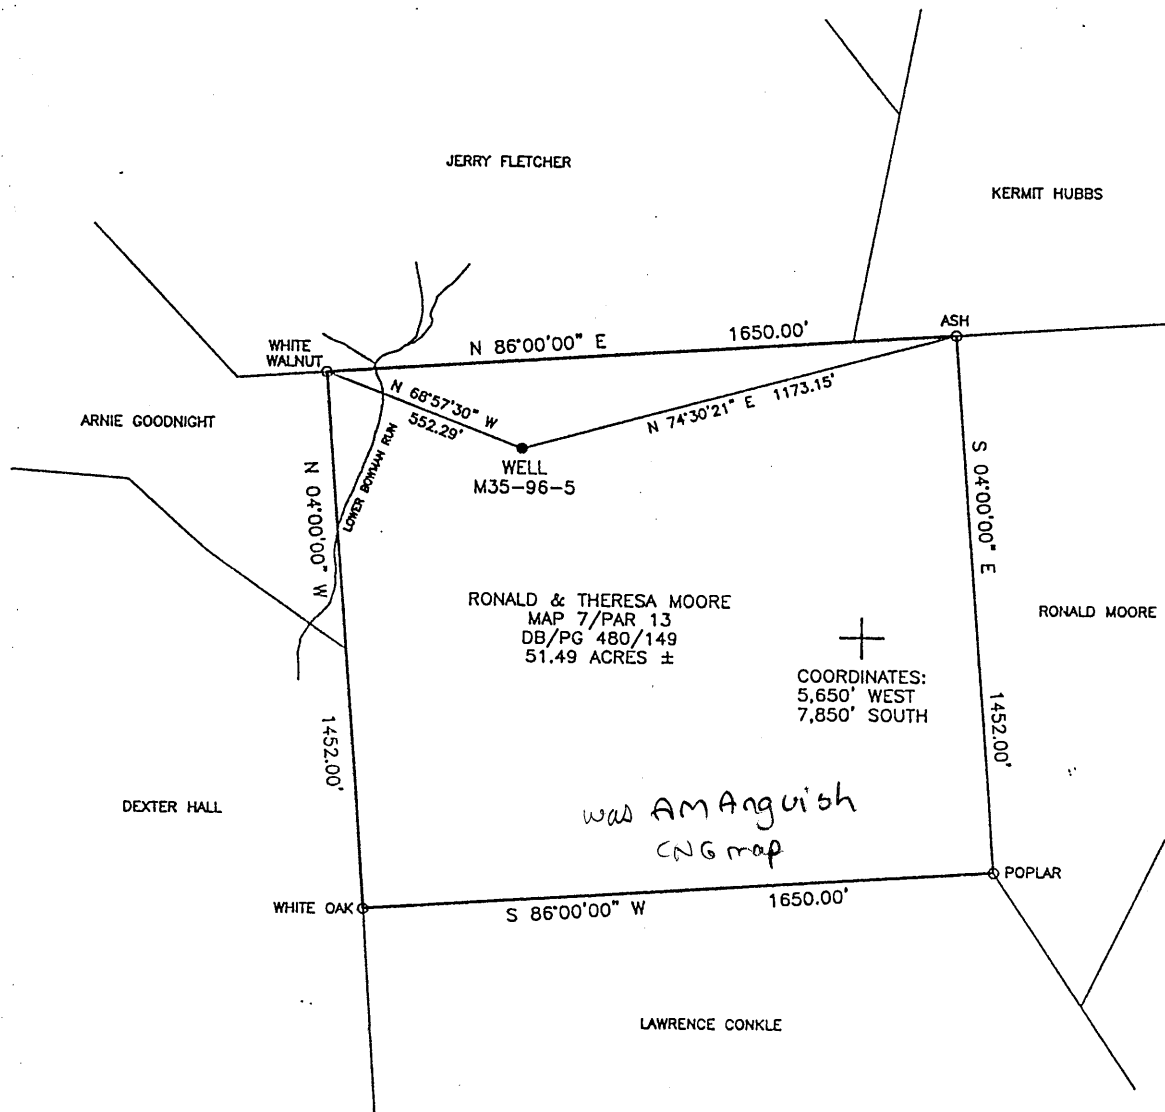 JERRY FLETCHER
KERMIT HUBBS
ASH
1650.00'
N 86°00'00" E
WHITE
WALNUT
N 68°57'30" W
552.29'
N 74°30'21" E 1173.15'
ARNIE GOODNIGHT
LOWER BOWMAN RUN
WELL
M35-96-5
N 04°00'00" W
1452.00'
S 04°00'00" E
1452.00'
RONALD & THERESA MOORE
MAP 7/PAR 13
DB/PG 480/149
51.49 ACRES ±
RONALD MOORE
COORDINATES:
5,650' WEST
7,850' SOUTH
DEXTER HALL
was AMAnguish
CNG map
POPLAR
WHITE OAK
S 86°00'00" W
1650.00'
LAWRENCE CONKLE